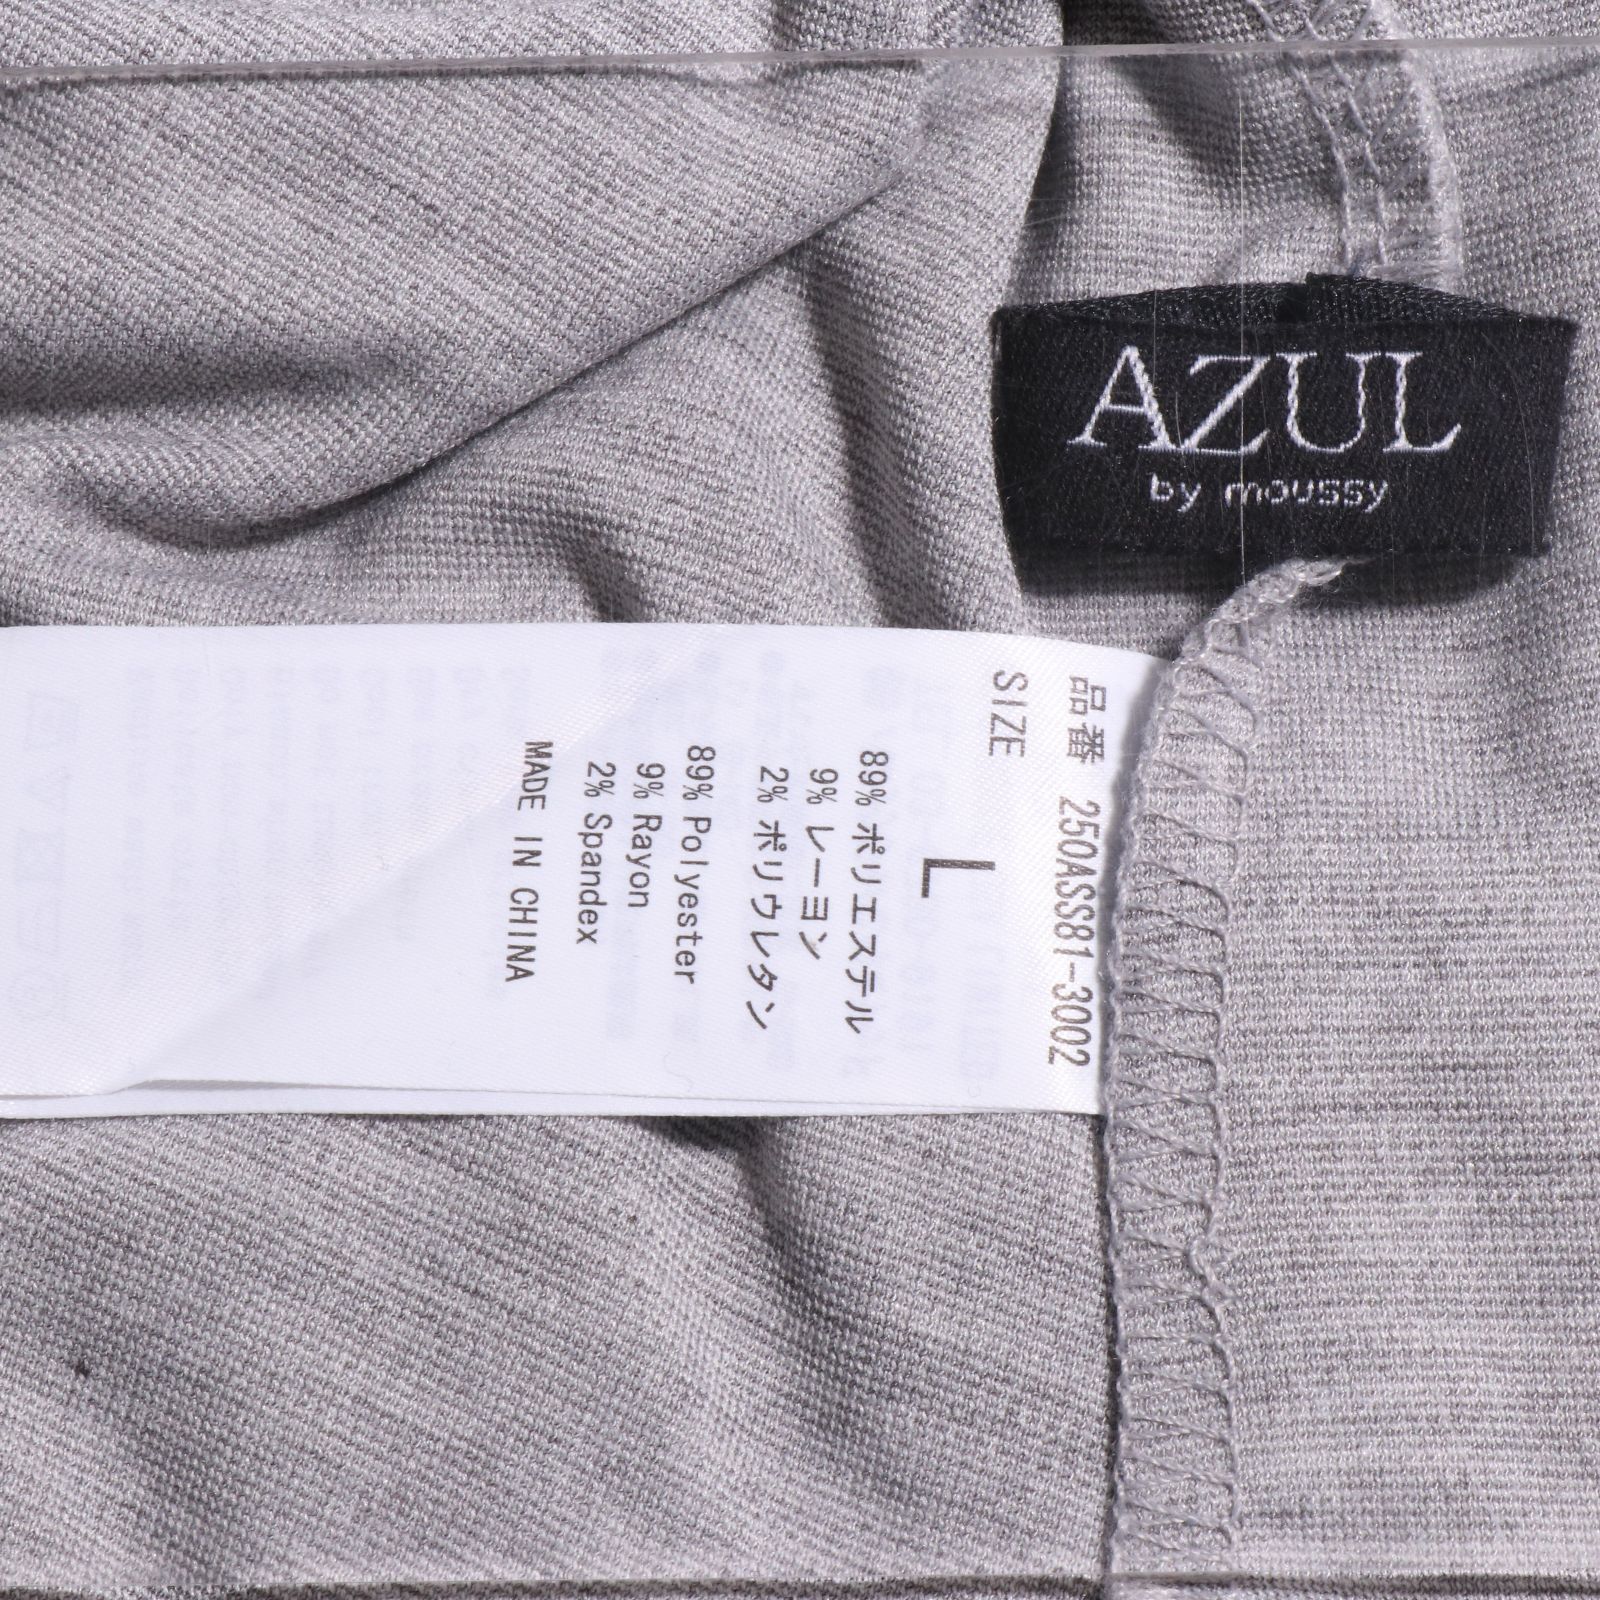 AZUL
by moussy
品番 250ASS81-3002
SIZE
L
89% ポリエステル
9% レーヨン
2% ポリウレタン
89% Polyester
9% Rayon
2% Spandex
MADE IN CHINA